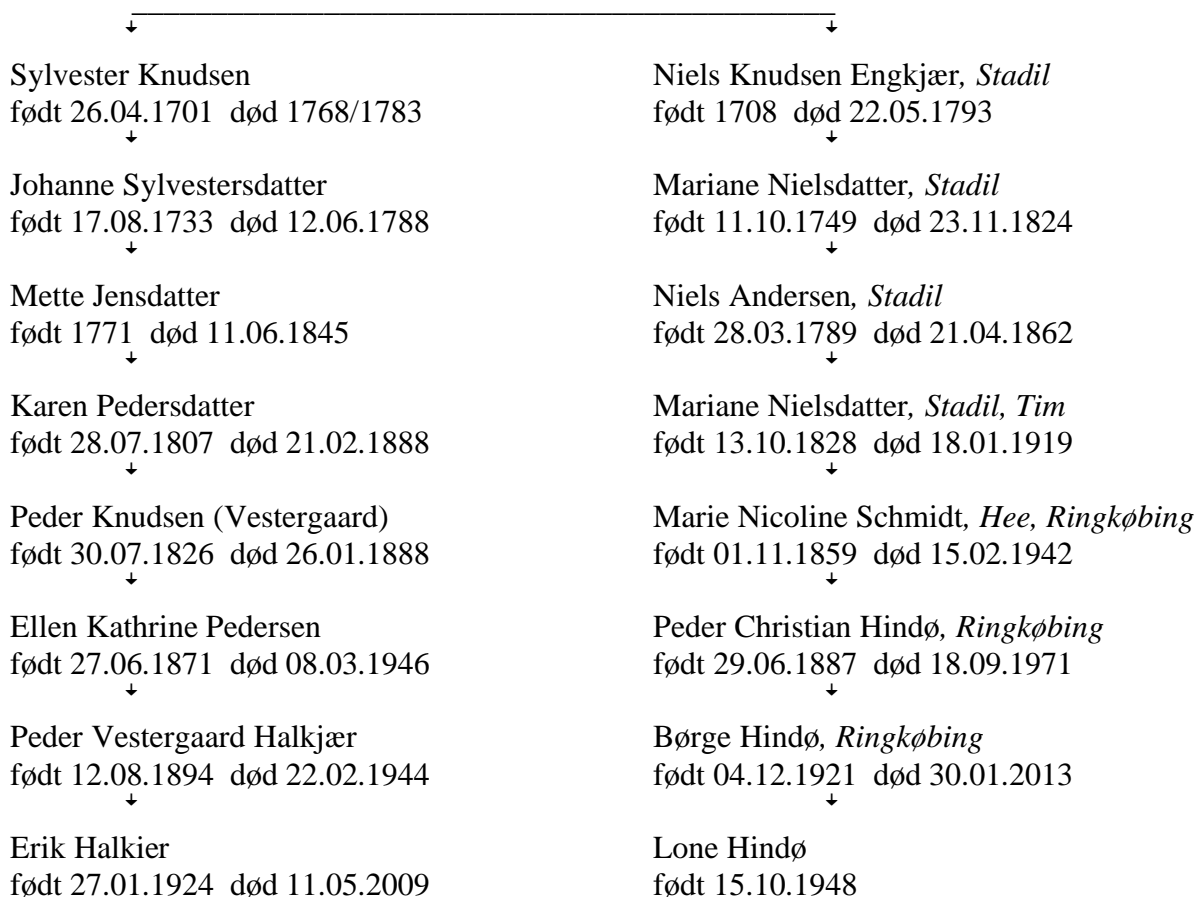 Sylvester Knudsen
født 26.04.1701 død 1768/1783
Johanne Sylvestersdatter
født 17.08.1733 død 12.06.1788
Mette Jensdatter
født 1771 død 11.06.1845
Karen Pedersdatter
født 28.07.1807 død 21.02.1888
Peder Knudsen (Vestergaard)
født 30.07.1826 død 26.01.1888
Ellen Kathrine Pedersen
født 27.06.1871 død 08.03.1946
Peder Vestergaard Halkjær
født 12.08.1894 død 22.02.1944
Erik Halkier
født 27.01.1924 død 11.05.2009
Niels Knudsen Engkjær, Stadil
født 1708 død 22.05.1793
Mariane Nielsdatter, Stadil
født 11.10.1749 død 23.11.1824
Niels Andersen, Stadil
født 28.03.1789 død 21.04.1862
Mariane Nielsdatter, Stadil, Tim
født 13.10.1828 død 18.01.1919
Marie Nicoline Schmidt, Hee, Ringkøbing
født 01.11.1859 død 15.02.1942
Peder Christian Hindø, Ringkøbing
født 29.06.1887 død 18.09.1971
Børge Hindø, Ringkøbing
født 04.12.1921 død 30.01.2013
Lone Hindø
født 15.10.1948